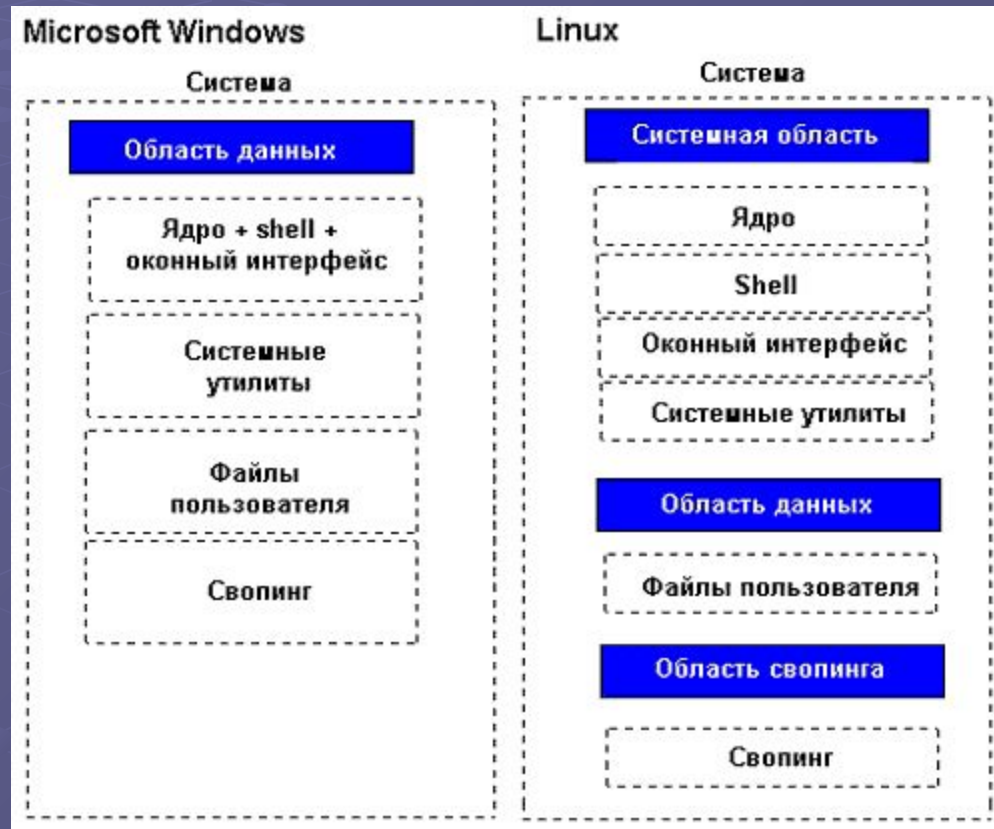 Microsoft Windows
Система
Область данных
Ядро + shell +
оконный интерфейс
Системные
утилиты
Файлы
пользователя
Свопинг
Linux
Система
Системная область
Ядро
Shell
Оконный интерфейс
Системные утилиты
Область данных
Файлы пользователя
Область свопинга
Свопинг